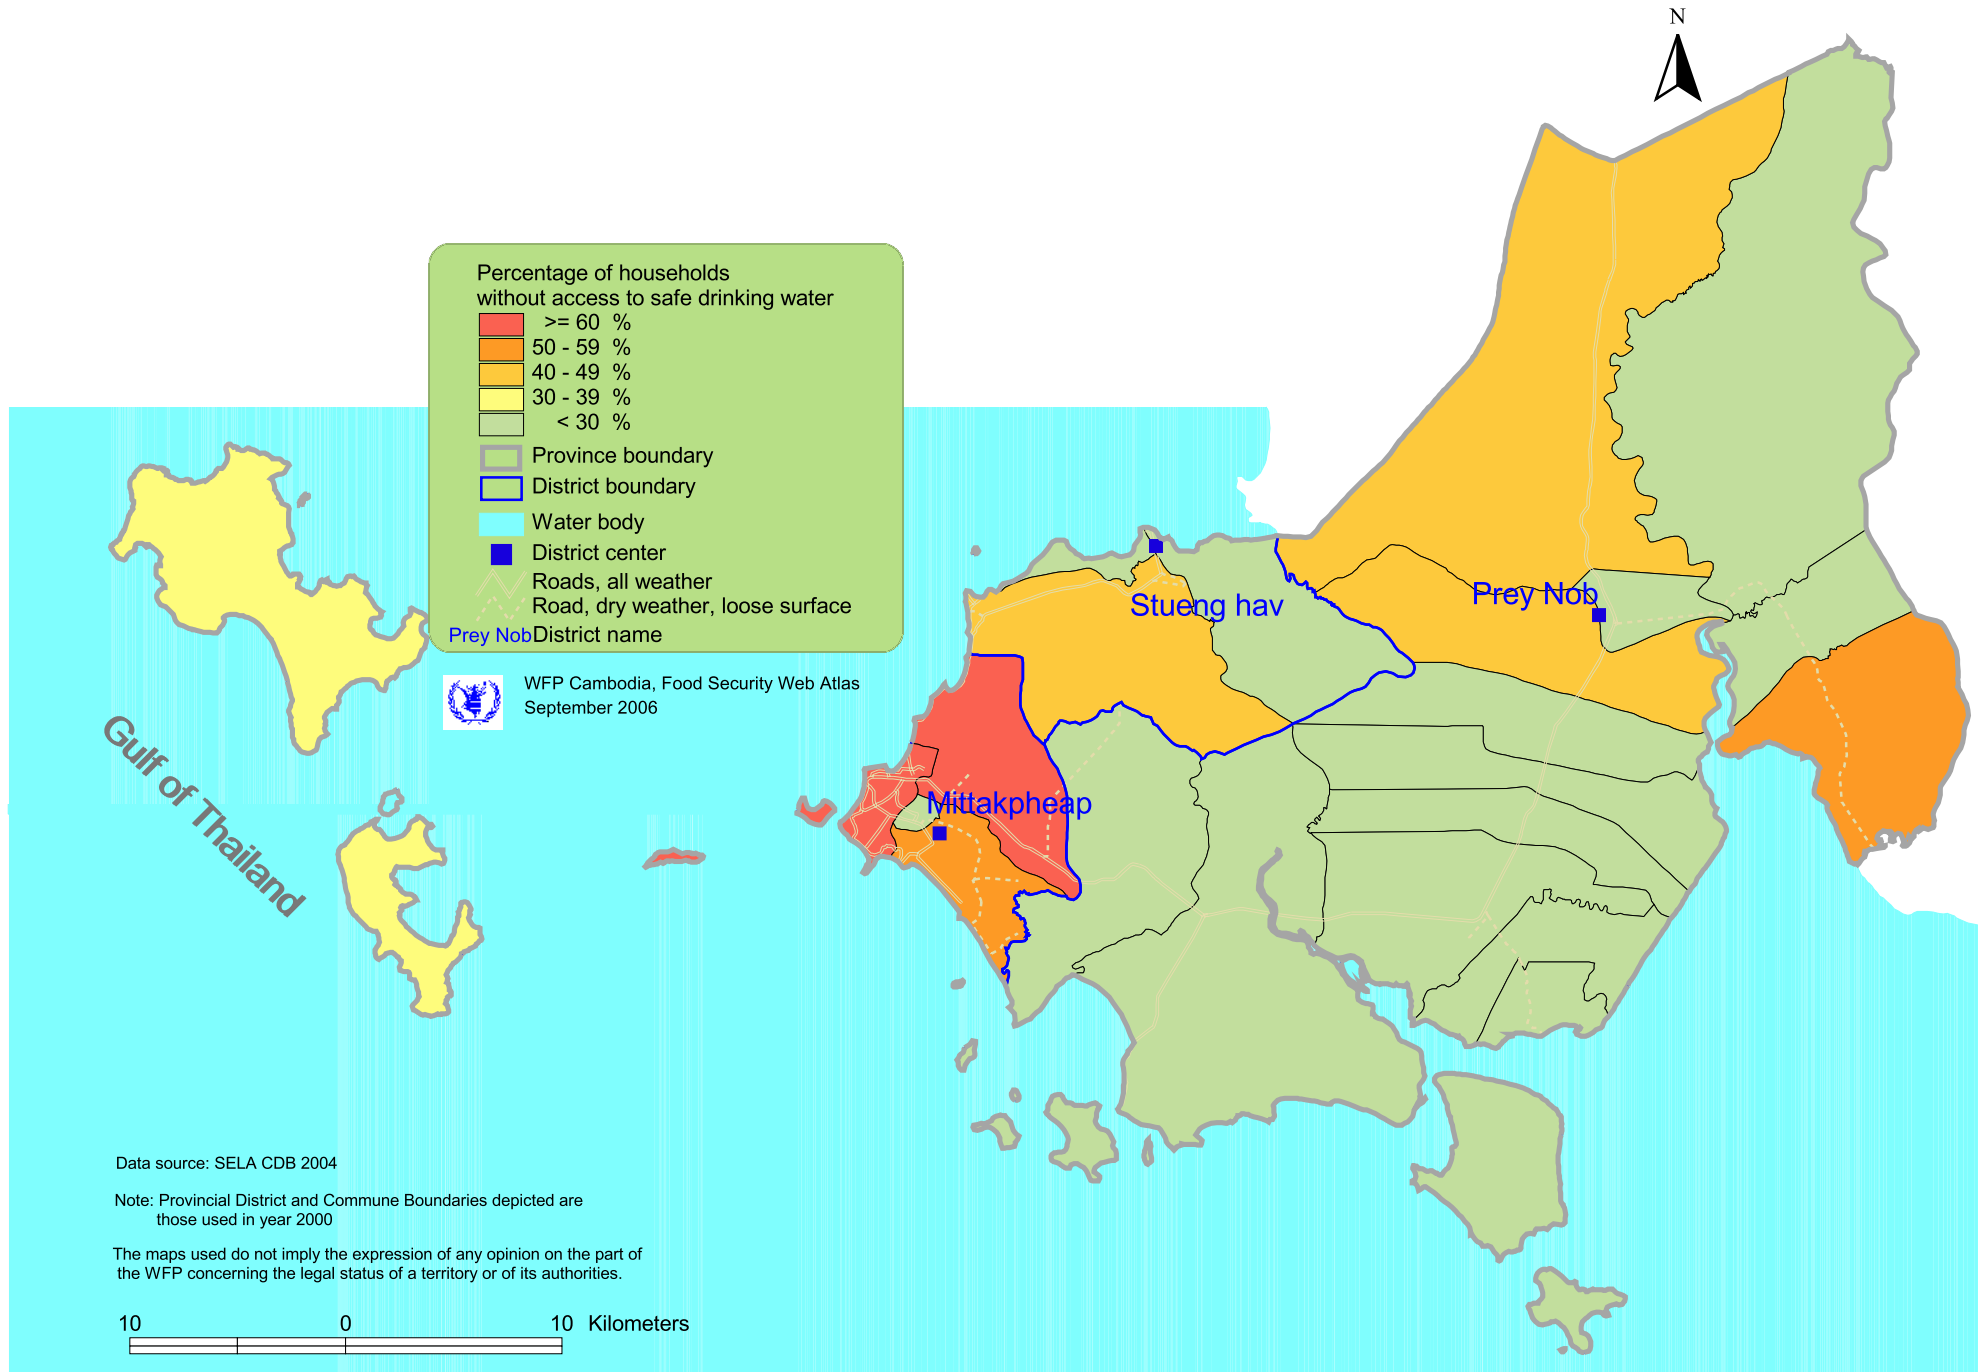 N
Percentage of households
without access to safe drinking water
>= 60 %
50 - 59 %
40 - 49 %
30 - 39 %
< 30 %
Province boundary
District boundary
Water body
District center
Roads, all weather
Road, dry weather, loose surface
Prey Nob District name
WFP Cambodia, Food Security Web Atlas
September 2006
Prey Nob
Stueng hav
Mittakpheap
Gulf of Thailand
Data source: SELA CDB 2004
Note: Provincial District and Commune Boundaries depicted are
those used in year 2000
The maps used do not imply the expression of any opinion on the part of
the WFP concerning the legal status of a territory or of its authorities.
10 0 10 Kilometers